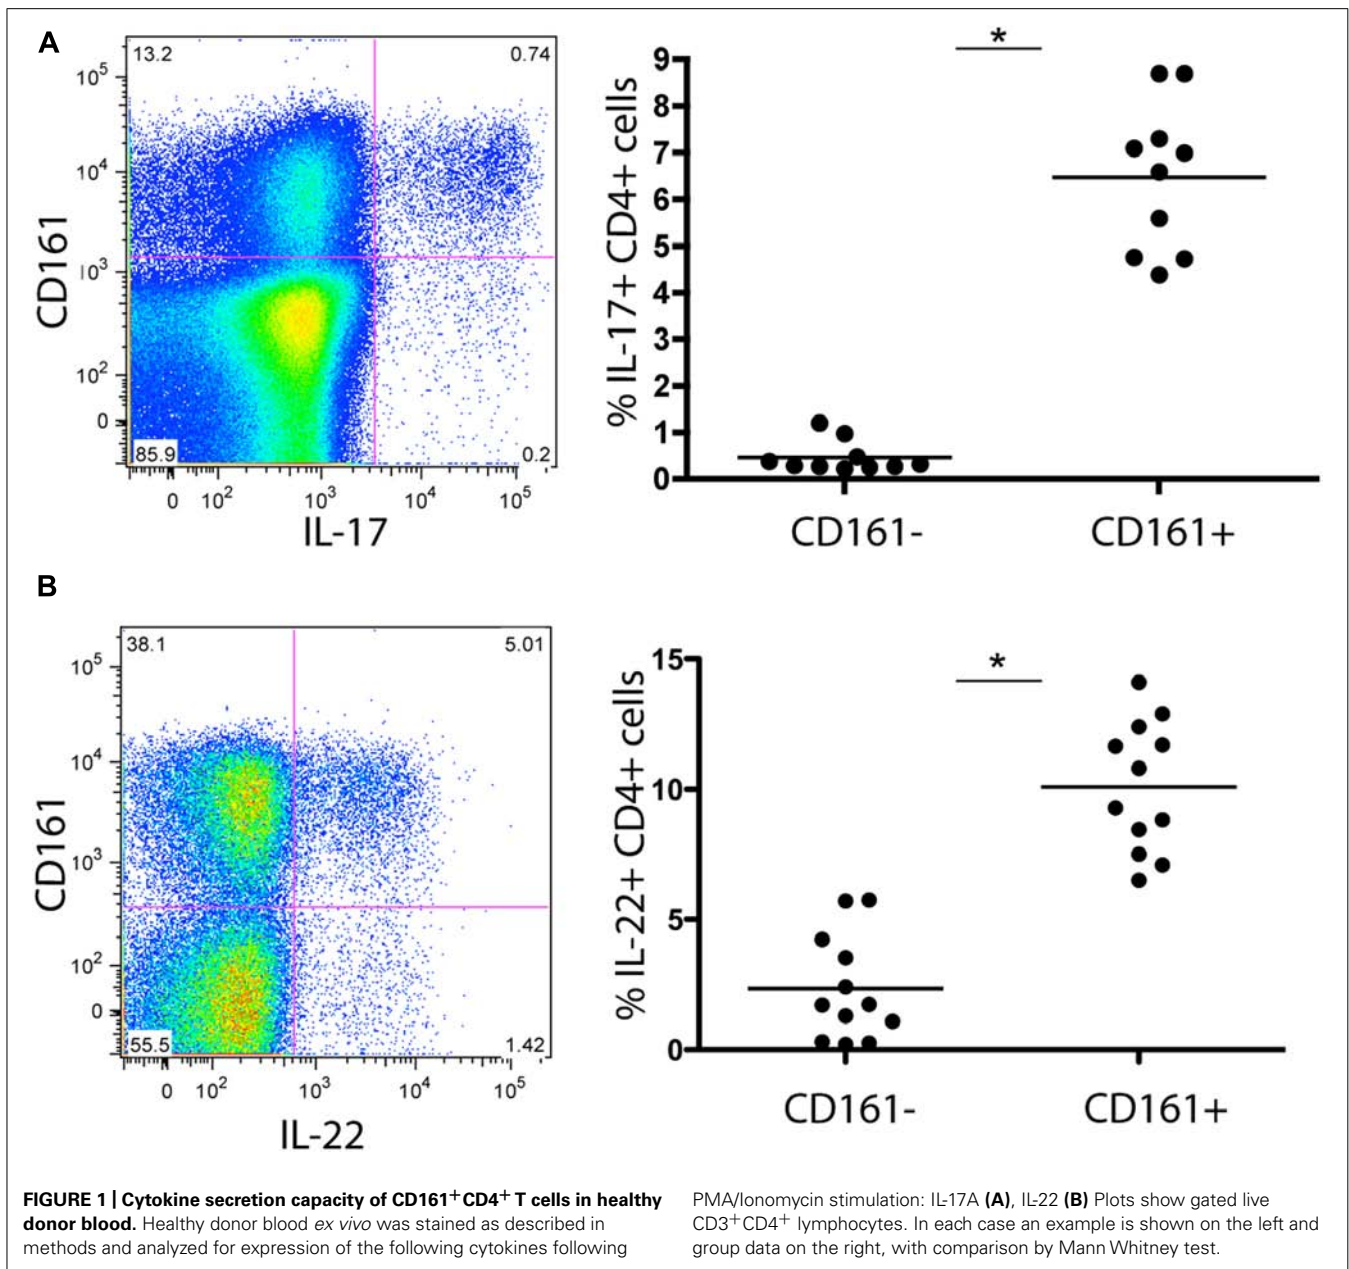 A
13.2
0.74
10^5
10^4
10^3
10^2
0
85.9
0.2
0 10^2 10^3 10^4 10^5
CD161
IL-17
*
9
8
7
6
5
4
3
2
1
0
% IL-17+ CD4+ cells
CD161- CD161+
B
38.1
5.01
10^5
10^4
10^3
10^2
0
55.5
1.42
0 10^2 10^3 10^4 10^5
CD161
IL-22
*
15
10
5
0
% IL-22+ CD4+ cells
CD161- CD161+
FIGURE 1 | Cytokine secretion capacity of CD161+CD4+ T cells in healthy
donor blood. Healthy donor blood ex vivo was stained as described in
methods and analyzed for expression of the following cytokines following
PMA/Ionomycin stimulation: IL-17A (A), IL-22 (B) Plots show gated live
CD3+CD4+ lymphocytes. In each case an example is shown on the left and
group data on the right, with comparison by Mann Whitney test.